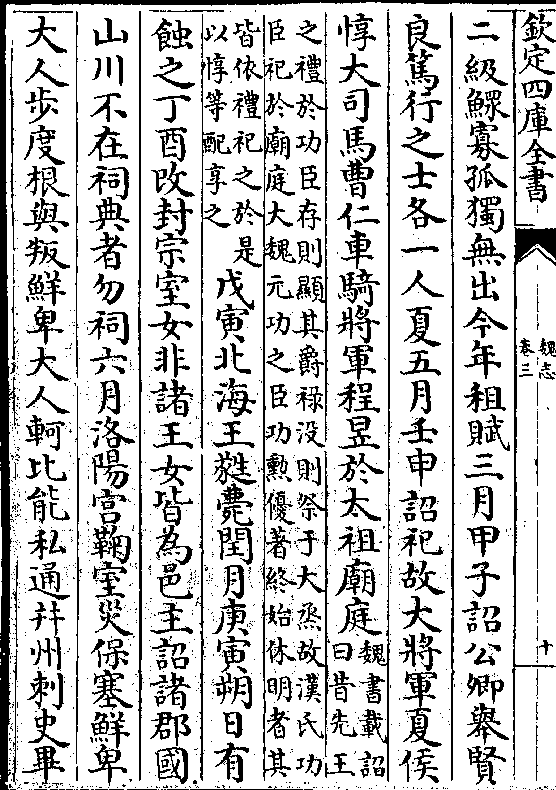 欽定四庫全書
魏志
卷三
十
二級鰥寡孤獨無出今年租賦三月甲子詔公卿舉賢
良篤行之士各一人夏五月壬申詔祀故大將軍夏侯
惇大司馬曹仁車騎將軍程昱於太祖廟庭魏書載詔
曰昔先王
之禮於功臣存則顯其爵祿没則祭于大烝故漢氏功
臣祀於廟庭大魏元功之臣功勲優著終始休明者其
皆依禮祀之於是
以惇等配享之
戊寅北海王蕤薨閏月庚寅朔日有
蝕之丁酉改封宗室女非諸王女皆為邑主詔諸郡國
山川不在祠典者勿祠六月洛陽宫鞠室災保塞鮮卑
大人步度根與叛鮮卑大人軻比能私通幷州刺史畢